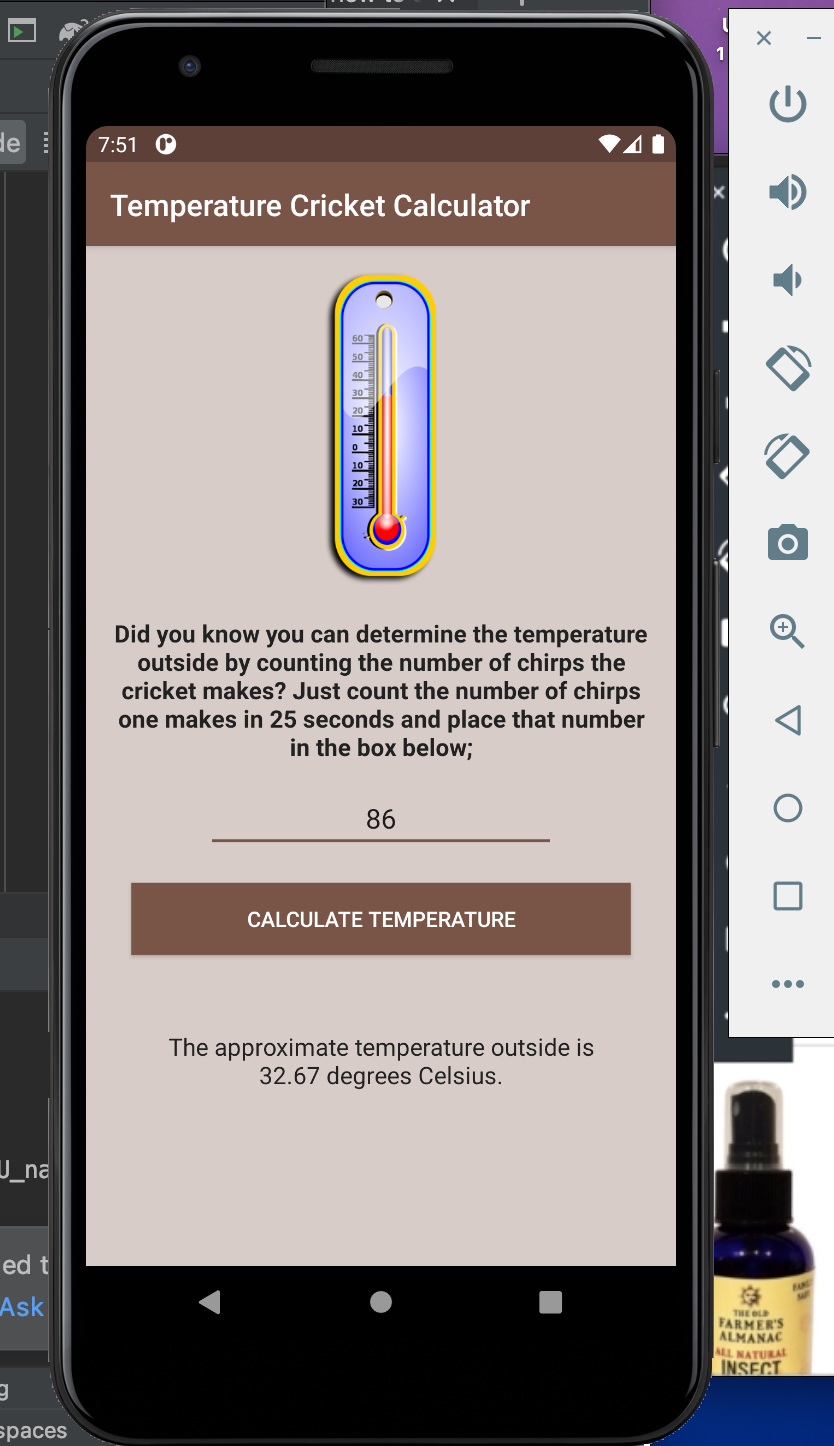 de
7:51
Temperature Cricket Calculator
60
50
40
30
20
10
0
10
20
30
Did you know you can determine the temperature
outside by counting the number of chirps the
cricket makes? Just count the number of chirps
one makes in 25 seconds and place that number
in the box below;
86
CALCULATE TEMPERATURE
The approximate temperature outside is
32.67 degrees Celsius.
U_na
ed t
Ask
g
spaces
1
THE OLD
FARMER'S
ALMANAC
ALL NATURAL
INSECT